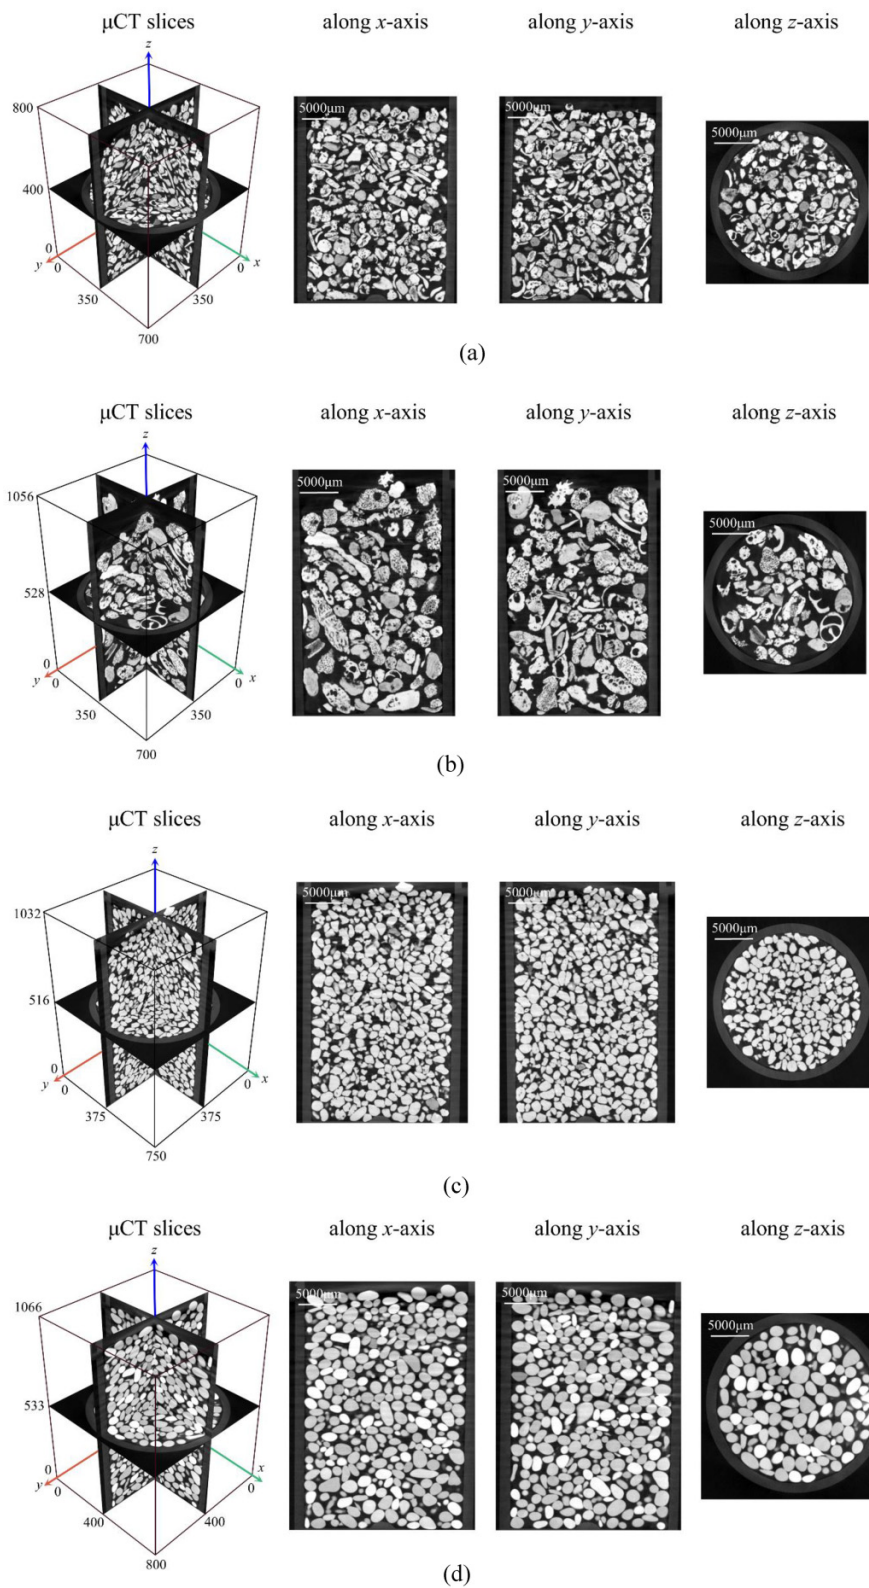 μCT slices along x-axis along y-axis along z-axis
z
800
400
0
0
y
350
700
350
0
x
5000μm
5000μm
5000μm
(a)
μCT slices along x-axis along y-axis along z-axis
z
1056
528
0
0
y
350
700
350
0
x
5000μm
5000μm
5000μm
(b)
μCT slices along x-axis along y-axis along z-axis
z
1032
516
0
0
y
375
750
375
0
x
5000μm
5000μm
5000μm
(c)
μCT slices along x-axis along y-axis along z-axis
z
1066
533
0
0
y
400
800
400
0
x
5000μm
5000μm
5000μm
(d)